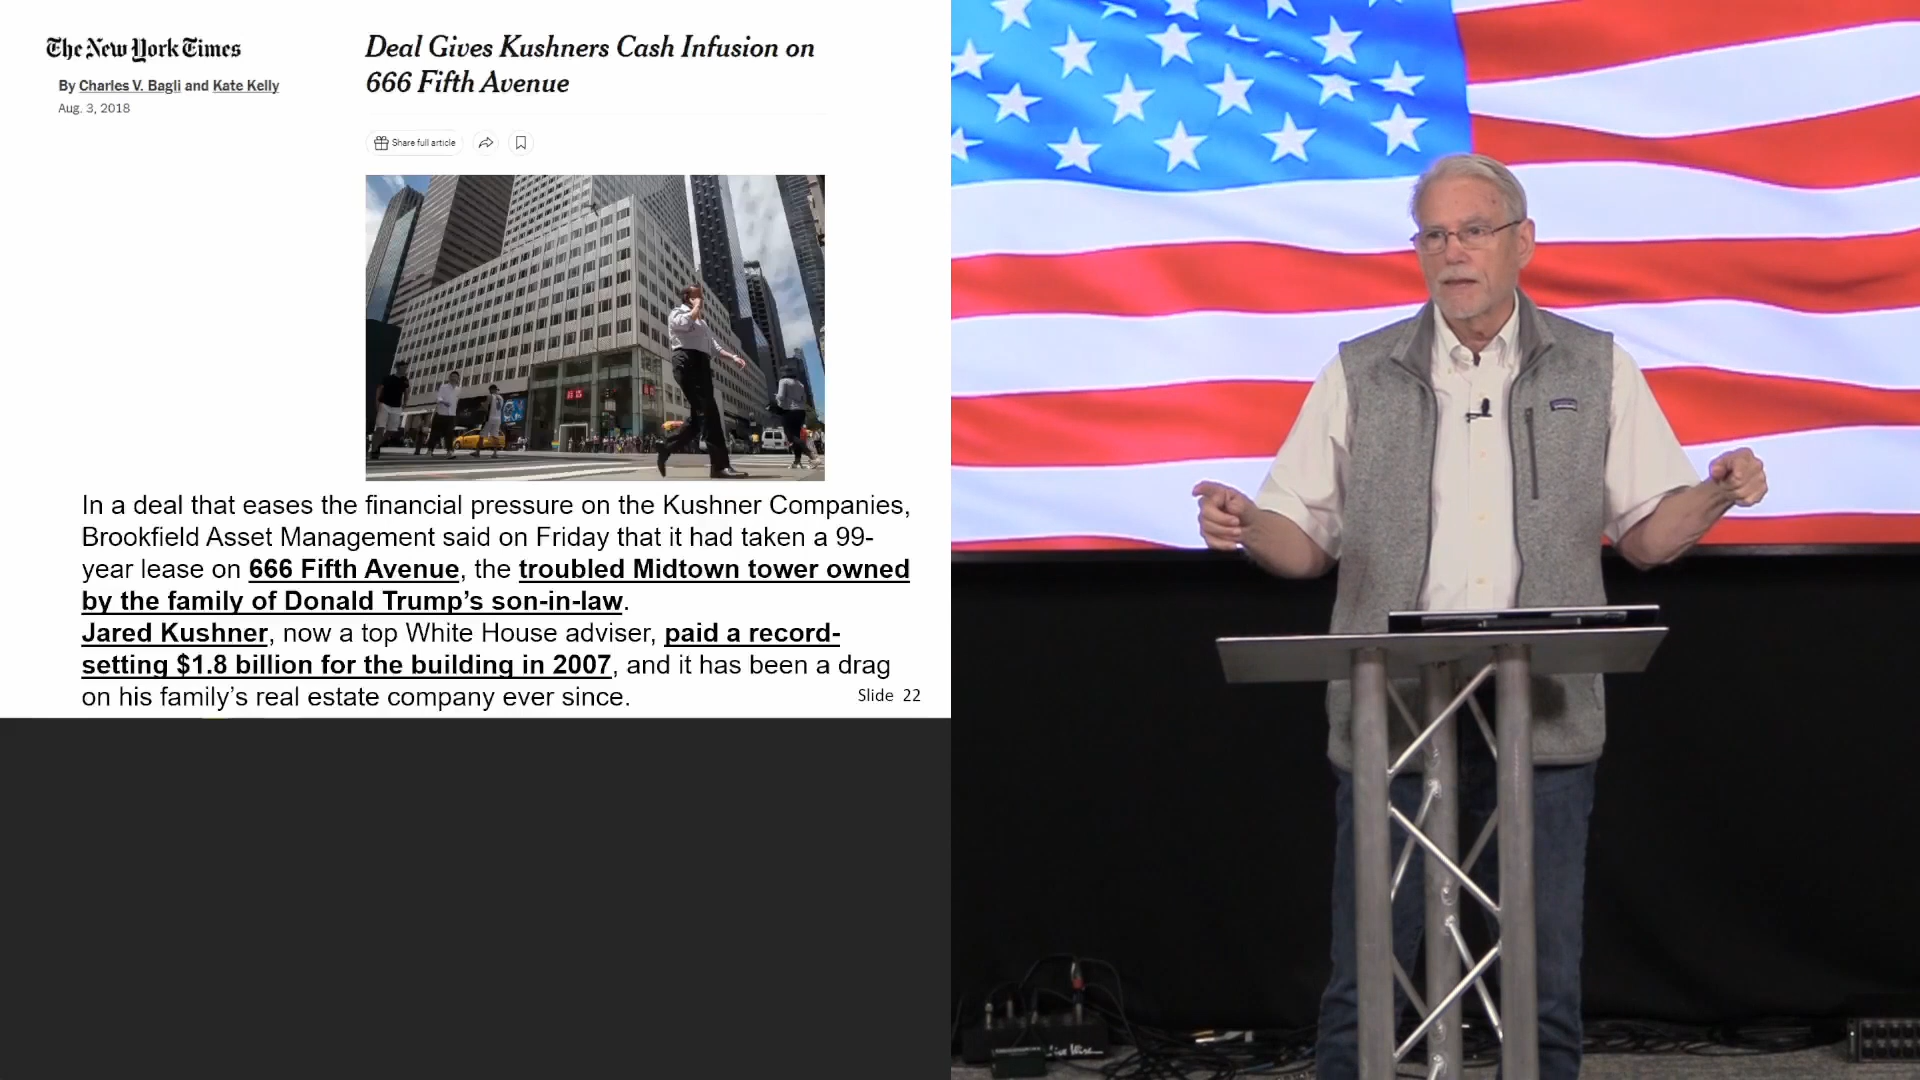 The New York Times
By Charles V. Bagli and Kate Kelly
Aug. 3, 2018
Deal Gives Kushners Cash Infusion on
666 Fifth Avenue
Share full article
In a deal that eases the financial pressure on the Kushner Companies,
Brookfield Asset Management said on Friday that it had taken a 99-
year lease on 666 Fifth Avenue, the troubled Midtown tower owned
by the family of Donald Trump’s son-in-law.
Jared Kushner, now a top White House adviser, paid a record-
setting $1.8 billion for the building in 2007, and it has been a drag
on his family’s real estate company ever since.
Slide 22